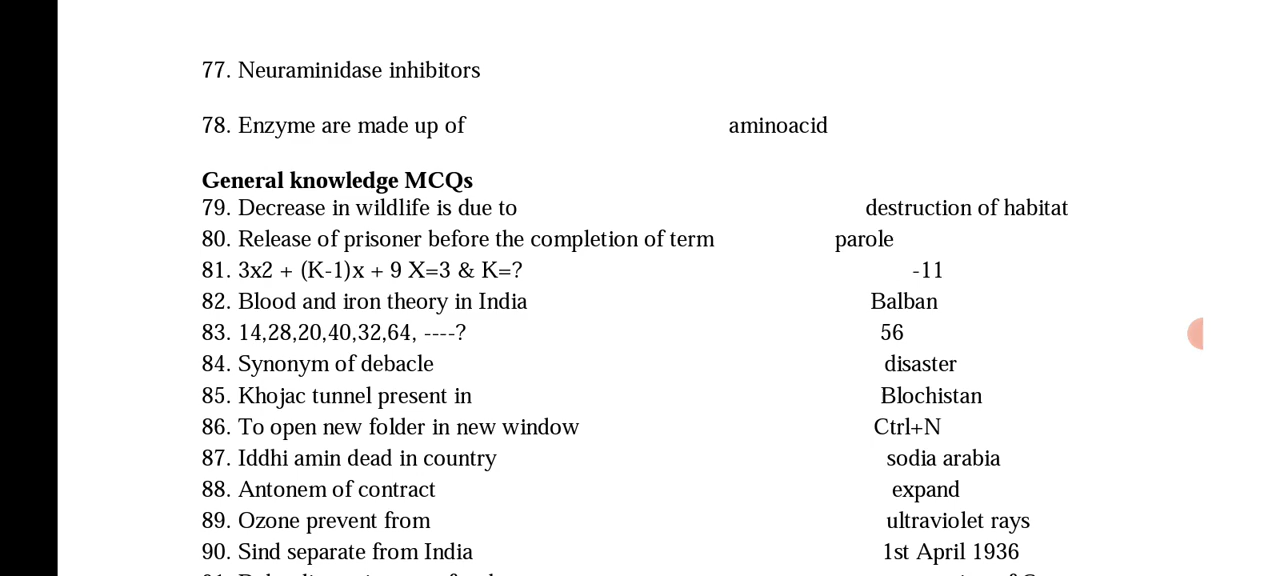 77. Neuraminidase inhibitors
78. Enzyme are made up of aminoacid
General knowledge MCQs
79. Decrease in wildlife is due to destruction of habitat
80. Release of prisoner before the completion of term parole
81. 3x2 + (K-1)x + 9 X=3 & K=? -11
82. Blood and iron theory in India Balban
83. 14,28,20,40,32,64, ----? 56
84. Synonym of debacle disaster
85. Khojac tunnel present in Blochistan
86. To open new folder in new window Ctrl+N
87. Iddhi amin dead in country sodia arabia
88. Antonem of contract expand
89. Ozone prevent from ultraviolet rays
90. Sind separate from India 1st April 1936